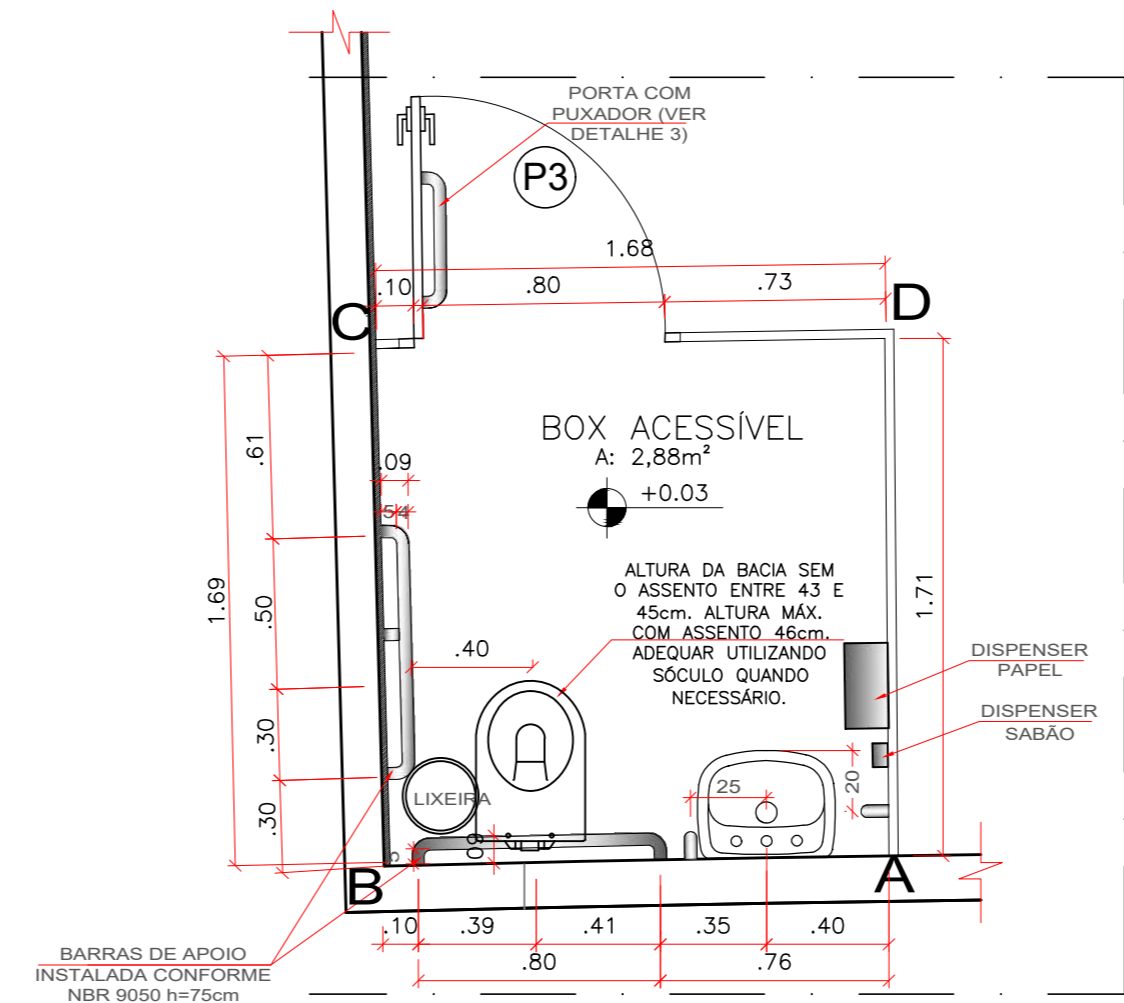 PORTA COM
PUXADOR (VER
DETALHE 3)
P3
1.68
.10
.80
.73
C
D
BOX ACESSÍVEL
A: 2,88m²
+0.03
.61
.09
54
1.69
.50
.40
1.71
ALTURA DA BACIA SEM
O ASSENTO ENTRE 43 E
45cm. ALTURA MÁX.
COM ASSENTO 46cm.
ADEQUAR UTILIZANDO
SÓCULO QUANDO
NECESSÁRIO.
DISPENSER
PAPEL
DISPENSER
SABÃO
.30
.30
LIXEIRA
25
20
09
5
B
A
.10
.39
.41
.35
.40
.80
.76
BARRAS DE APOIO
INSTALADA CONFORME
NBR 9050 h=75cm